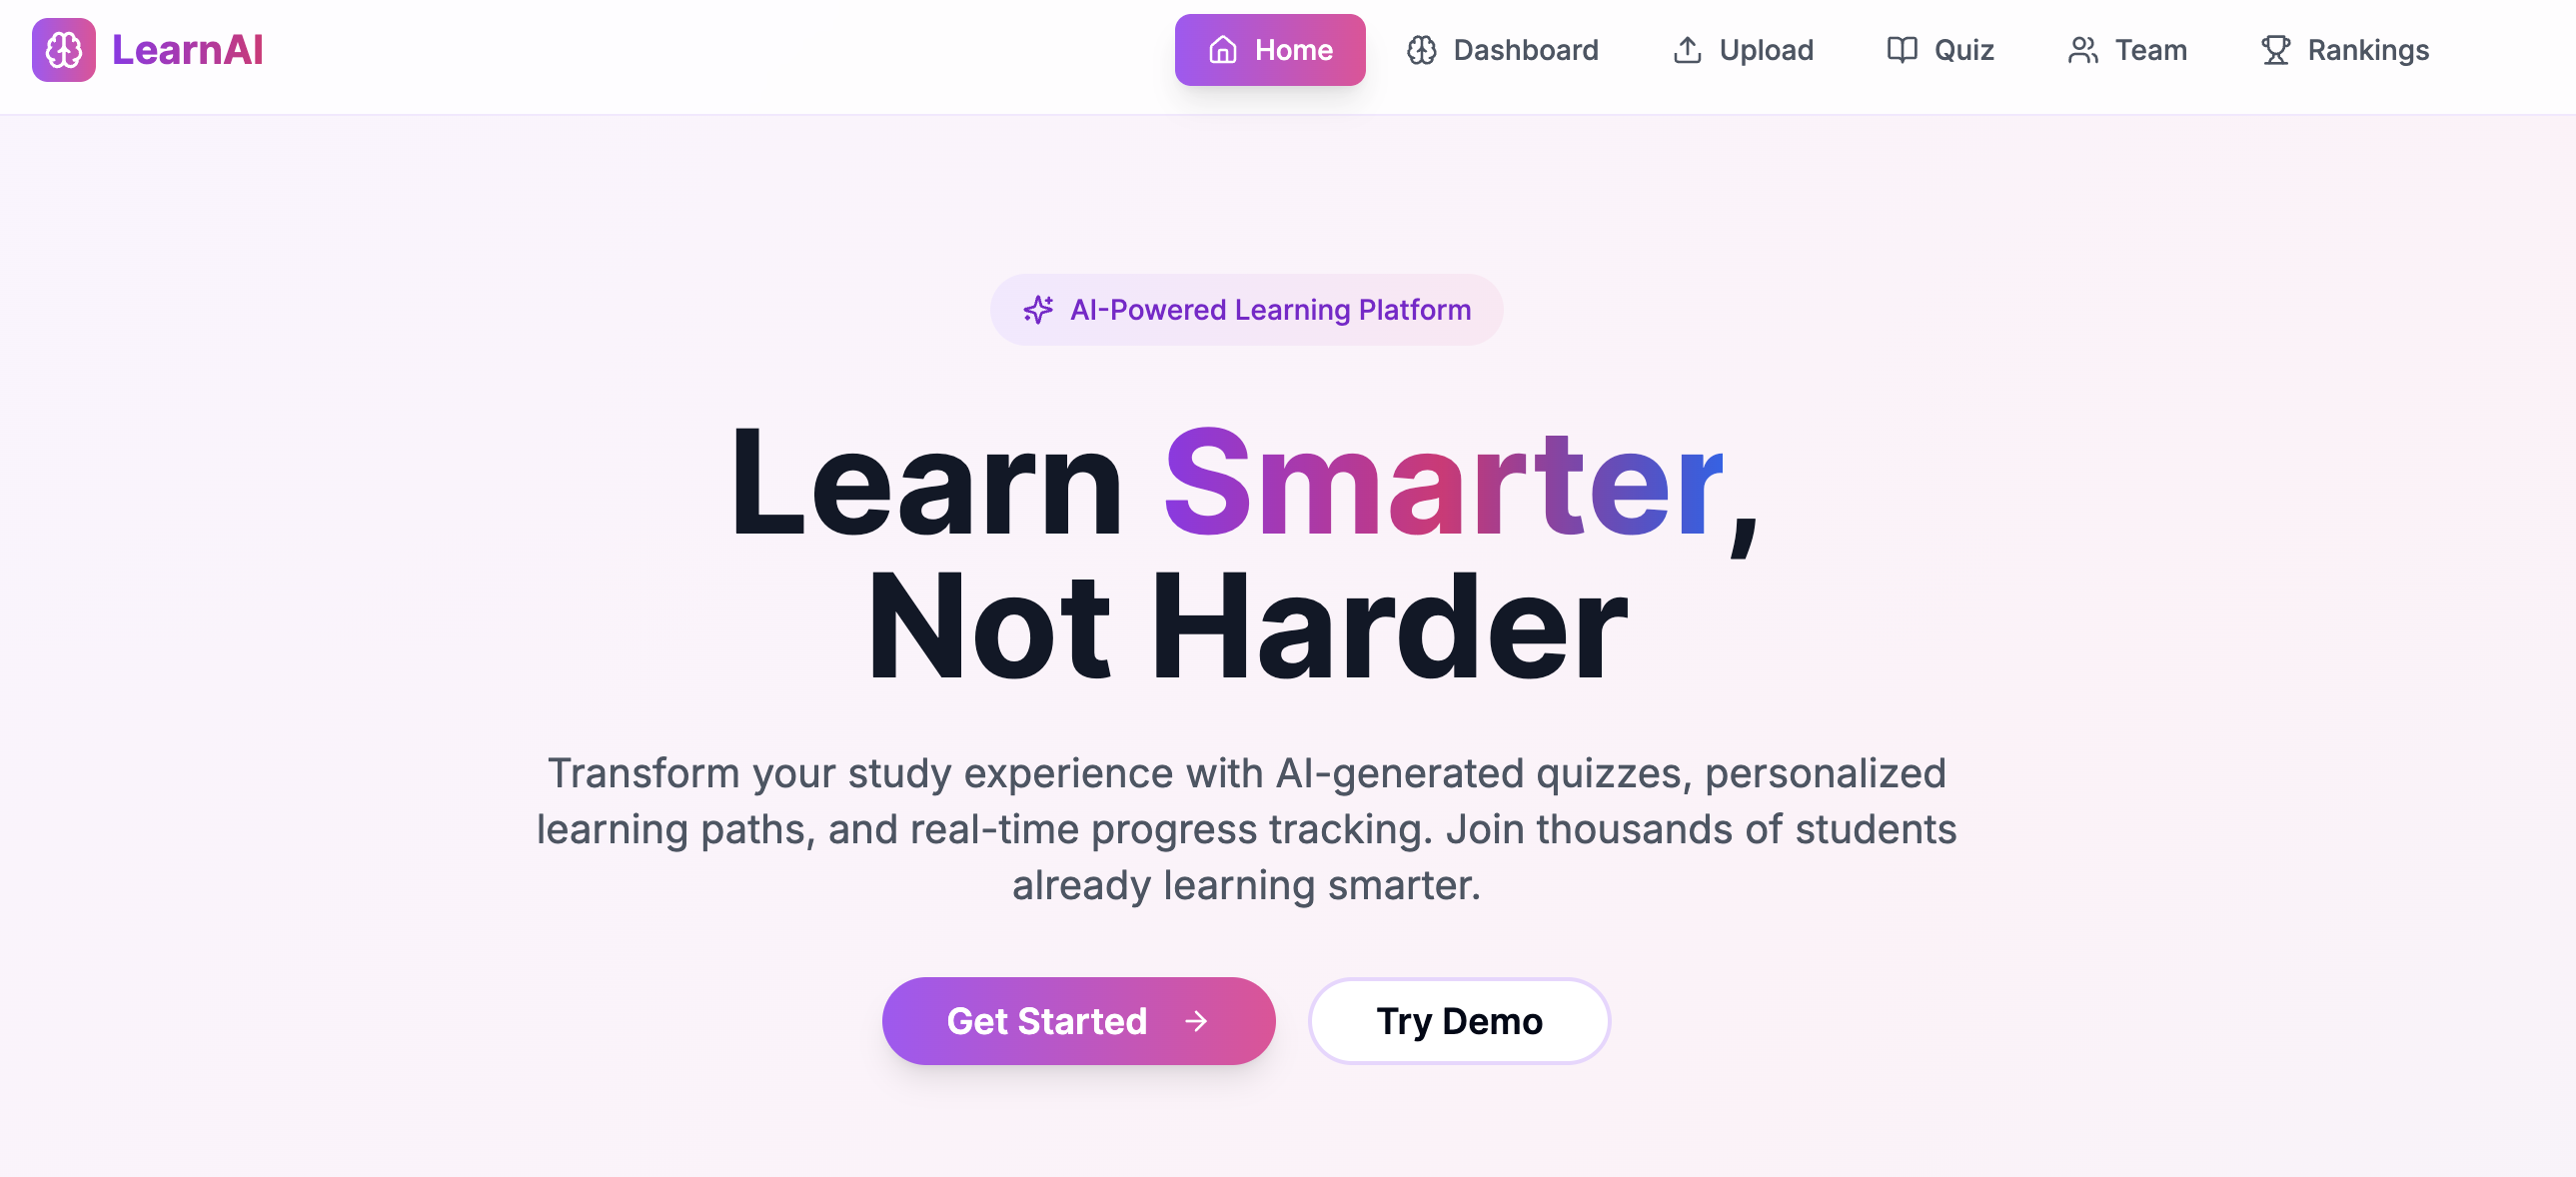 LearnAI
Home
Dashboard
Upload
Quiz
Team
Rankings
AI-Powered Learning Platform
Learn Smarter,
Not Harder
Transform your study experience with AI-generated quizzes, personalized
learning paths, and real-time progress tracking. Join thousands of students
already learning smarter.
Get Started
Try Demo